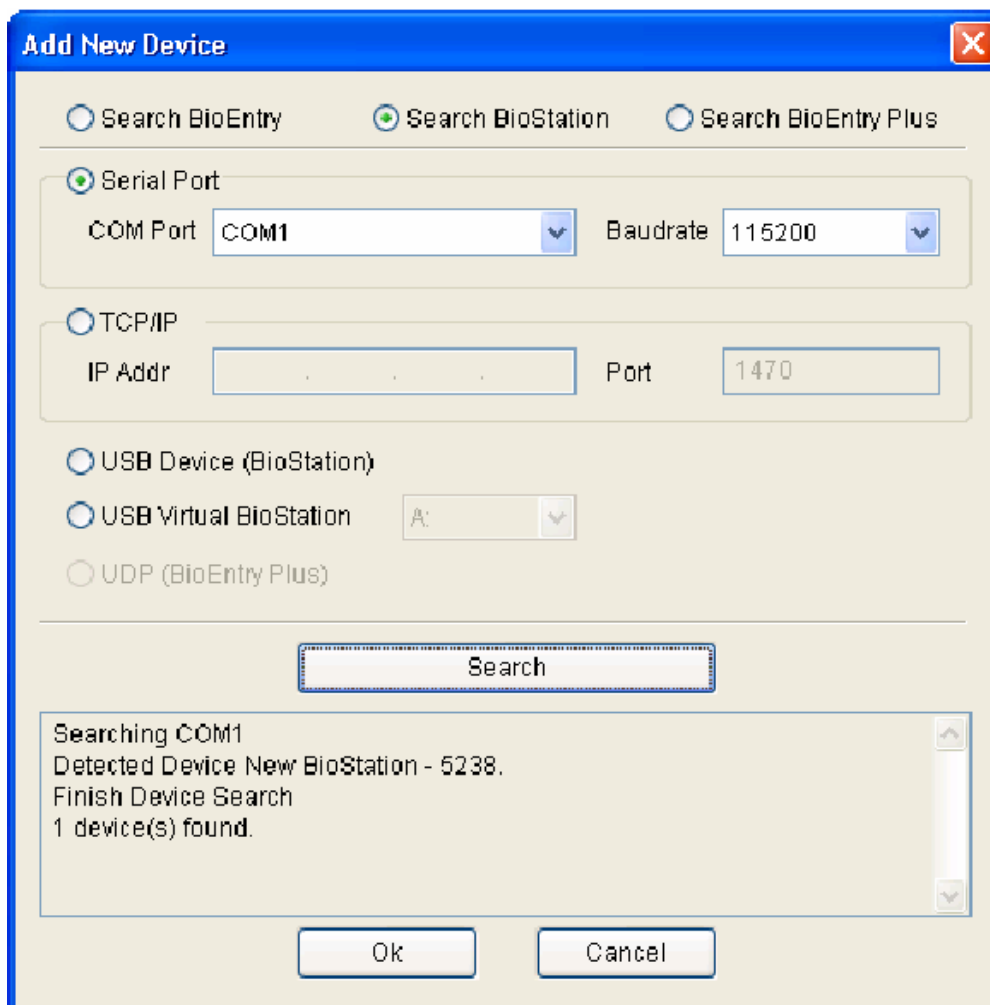 Add New Device
Search BioEntry Search BioStation Search BioEntry Plus
Serial Port
COM Port COM1 Baudrate 115200
TCP/IP
IP Addr . . . Port 1470
USB Device (BioStation)
USB Virtual BioStation A:
UDP (BioEntry Plus)
Search
Searching COM1
Detected Device New BioStation - 5238.
Finish Device Search
1 device(s) found.
Ok Cancel